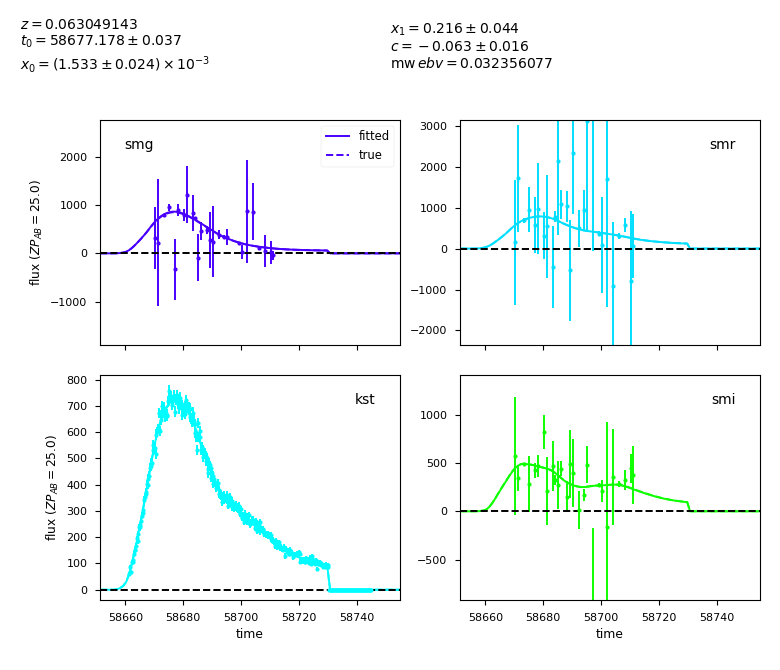 z = 0.063049143
t₀ = 58677.178 ± 0.037
x₀ = (1.533 ± 0.024) × 10⁻³
x₁ = 0.216 ± 0.044
c = −0.063 ± 0.016
mw ebv = 0.032356077
smg
fitted
true
flux (ZP_AB = 25.0)
2000
1000
0
−1000
smr
3000
2000
1000
0
−1000
−2000
kst
flux (ZP_AB = 25.0)
800
700
600
500
400
300
200
100
0
58660 58680 58700 58720 58740
time
smi
1000
500
0
−500
58660 58680 58700 58720 58740
time